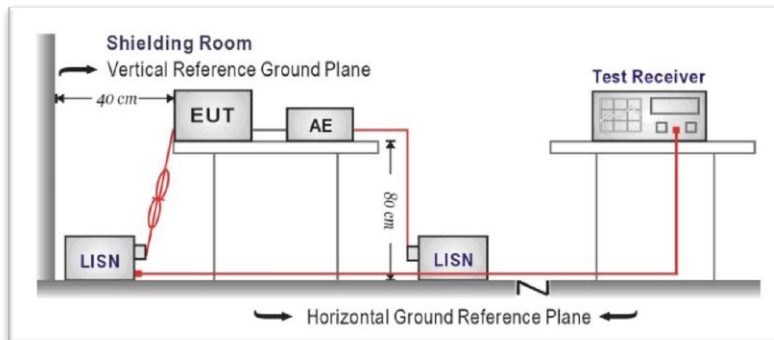 Shielding Room
Vertical Reference Ground Plane
40 cm
EUT
AE
Test Receiver
80 cm
LISN
LISN
Horizontal Ground Reference Plane